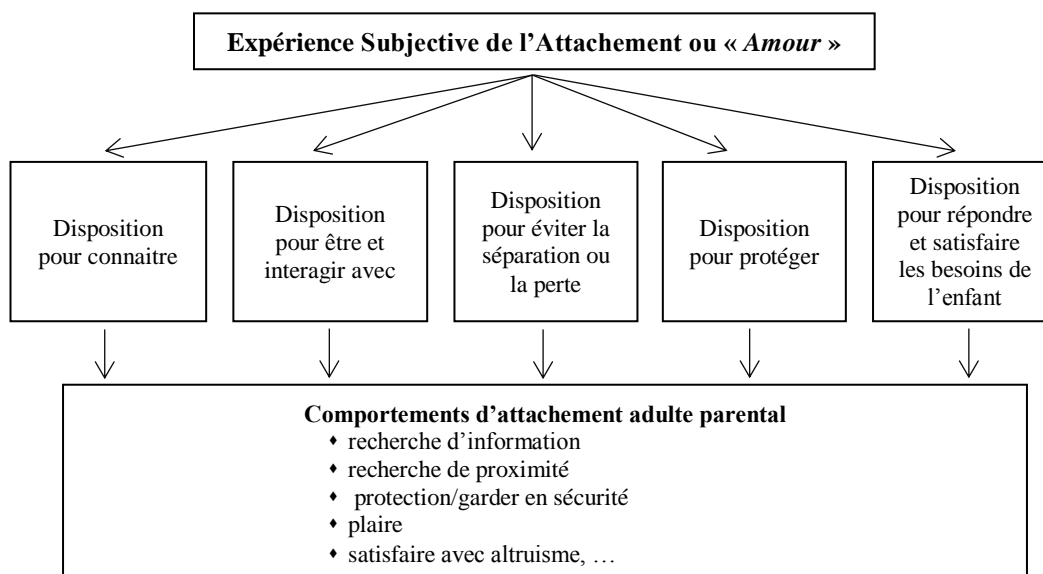 Expérience Subjective de l’Attachement ou « Amour »
Disposition
pour connaitre
Disposition
pour être et
interagir avec
Disposition
pour éviter la
séparation ou
la perte
Disposition
pour protéger
Disposition
pour répondre
et satisfaire
les besoins de
l’enfant
Comportements d’attachement adulte parental
♦ recherche d’information
♦ recherche de proximité
♦ protection/garder en sécurité
♦ plaire
♦ satisfaire avec altruisme, …